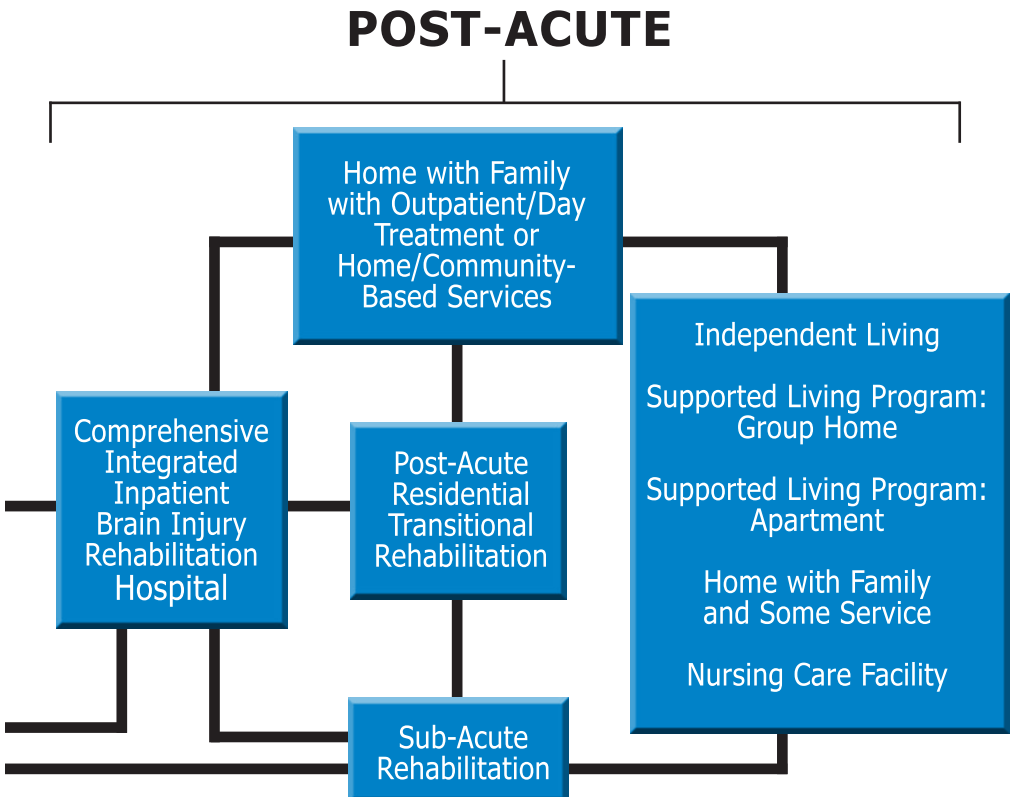 POST-ACUTE
Home with Family
with Outpatient/Day
Treatment or
Home/Community-
Based Services
Comprehensive
Integrated
Inpatient
Brain Injury
Rehabilitation
Hospital
Post-Acute
Residential
Transitional
Rehabilitation
Independent Living
Supported Living Program:
Group Home
Supported Living Program:
Apartment
Home with Family
and Some Service
Nursing Care Facility
Sub-Acute
Rehabilitation